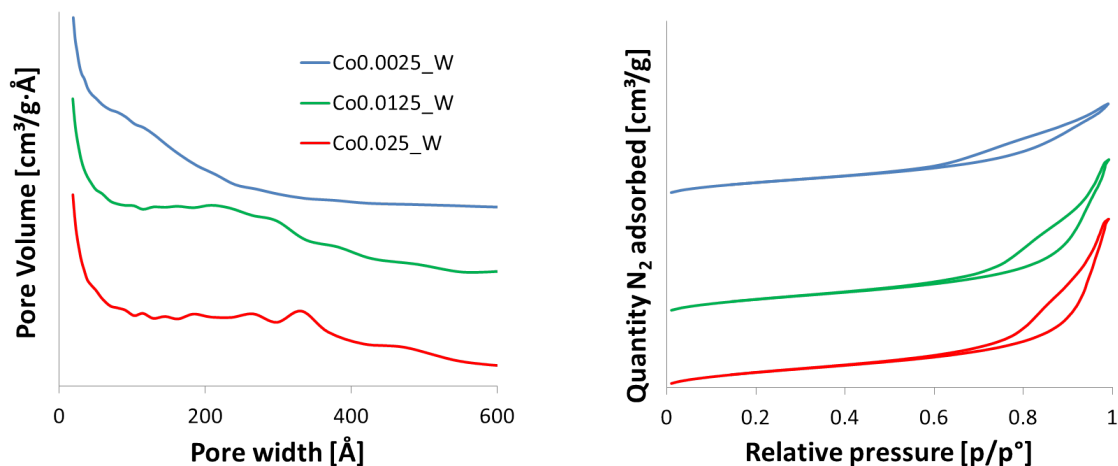 Pore Volume [cm³/g·Å]
Co0.0025_W
Co0.0125_W
Co0.025_W
0 200 400 600
Pore width [Å]
Quantity N₂ adsorbed [cm³/g]
0 0.2 0.4 0.6 0.8 1
Relative pressure [p/p°]